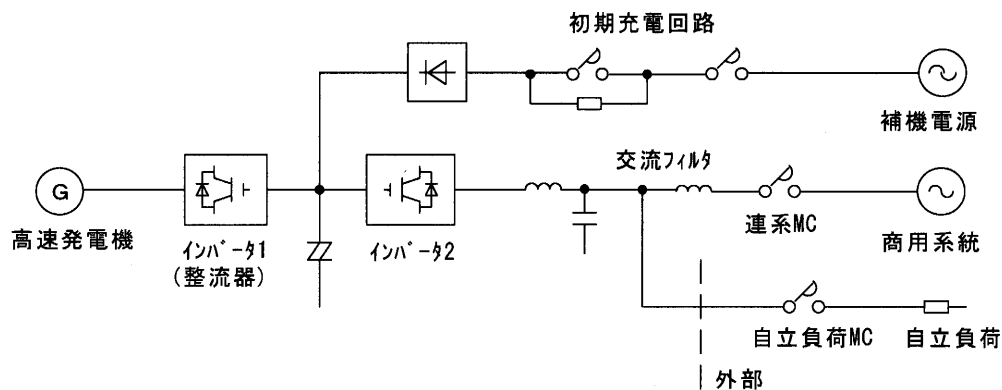 初期充電回路
補機電源
交流フィルタ
G
高速発電機
インバータ1
(整流器)
インバータ2
連系MC
商用系統
自立負荷MC
自立負荷
外部